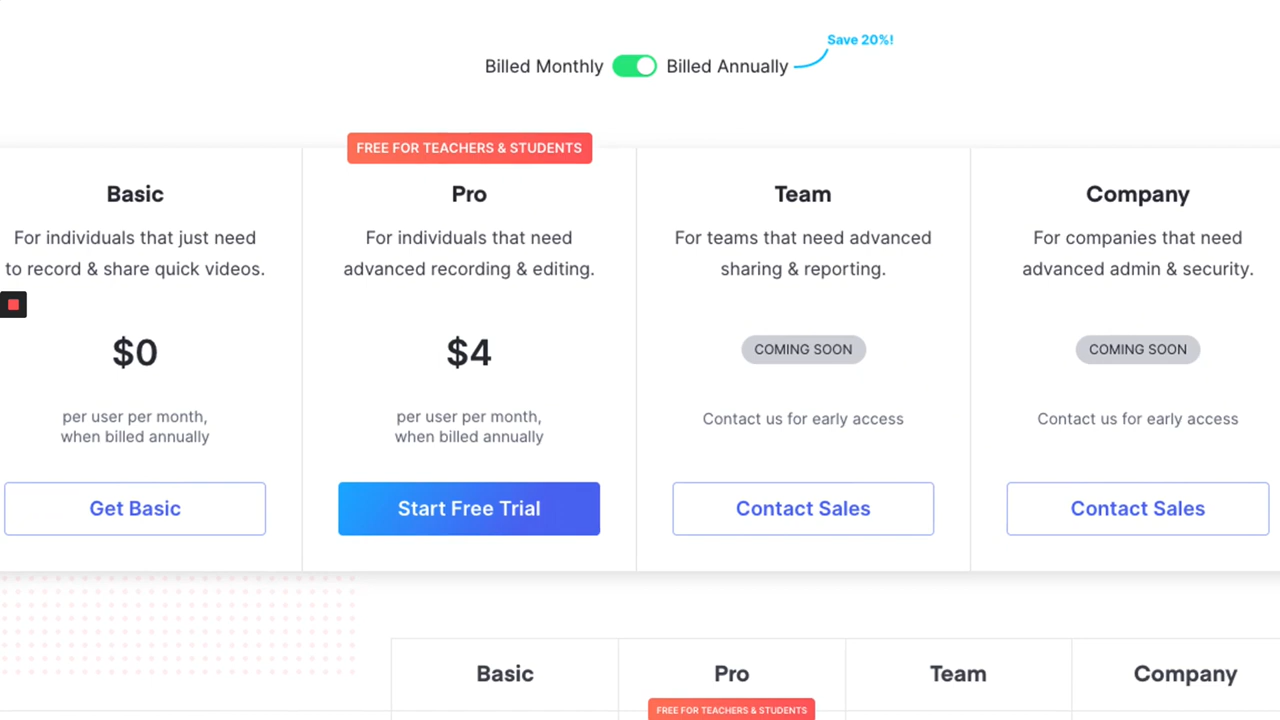 Save 20%!
Billed Monthly
Billed Annually
FREE FOR TEACHERS & STUDENTS
Basic
For individuals that just need
to record & share quick videos.
$0
per user per month,
when billed annually
Get Basic
Pro
For individuals that need
advanced recording & editing.
$4
per user per month,
when billed annually
Start Free Trial
Team
For teams that need advanced
sharing & reporting.
COMING SOON
Contact us for early access
Contact Sales
Company
For companies that need
advanced admin & security.
COMING SOON
Contact us for early access
Contact Sales
Basic
Pro
Team
Company
FREE FOR TEACHERS & STUDENTS